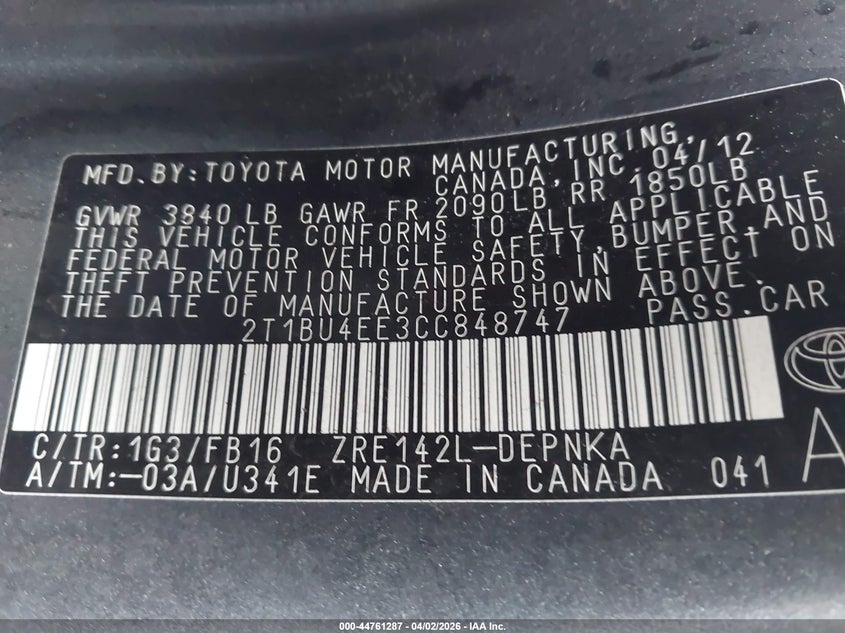 MFD.BY:TOYOTA MOTOR MANUFACTURING,
CANADA, INC. 04/12
GVWR 3840 LB GAWR FR 2090LB, RR 1850LB
THIS VEHICLE CONFORMS TO ALL APPLICABLE
FEDERAL MOTOR VEHICLE SAFETY, BUMPER, AND
THEFT PREVENTION STANDARDS IN EFFECT ON
THE DATE OF MANUFACTURE SHOWN ABOVE.
2T1BU4EE3CC848747 PASS.CAR
C/TR:1G3/FB16 ZRE142L-DEPNKA
A/TM:-03A/U341E MADE IN CANADA 041
A
000-44761287 - 04/02/2026 - IAA Inc.